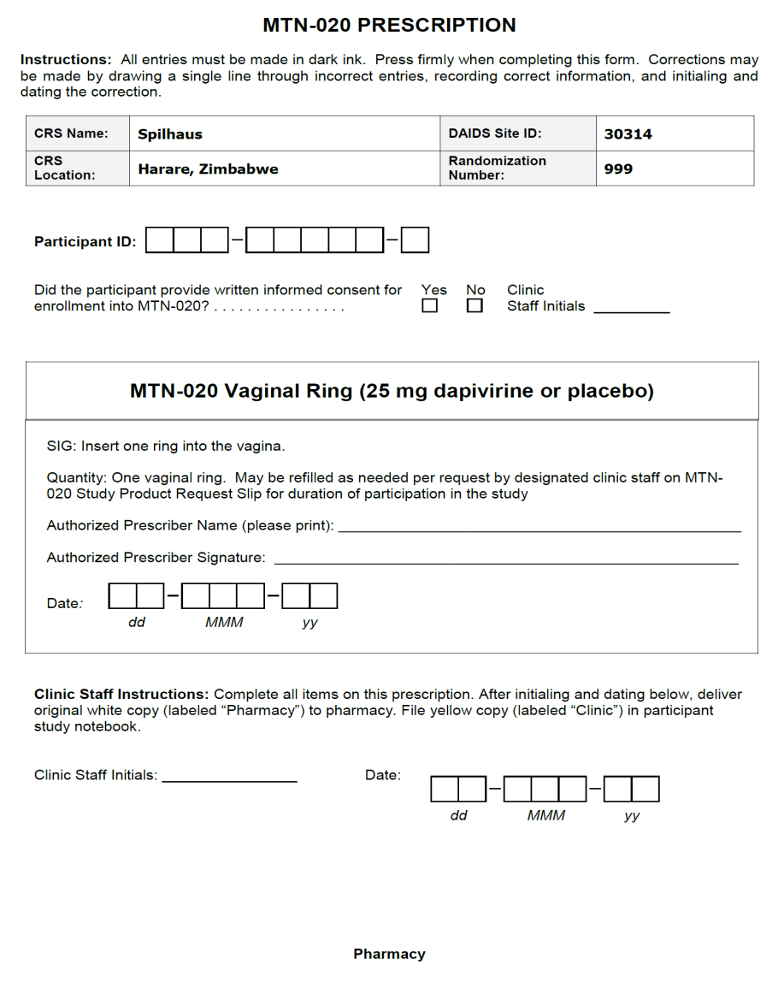 MTN-020 PRESCRIPTION
Instructions: All entries must be made in dark ink. Press firmly when completing this form. Corrections may
be made by drawing a single line through incorrect entries, recording correct information, and initialing and
dating the correction.
CRS Name: Spilhaus DAIDS Site ID: 30314
CRS Location: Harare, Zimbabwe Randomization Number: 999
Participant ID: – –
Did the participant provide written informed consent for Yes No Clinic
enrollment into MTN-020? . . . . . . . . . . . . . . . . Staff Initials
MTN-020 Vaginal Ring (25 mg dapivirine or placebo)
SIG: Insert one ring into the vagina.
Quantity: One vaginal ring. May be refilled as needed per request by designated clinic staff on MTN-
020 Study Product Request Slip for duration of participation in the study
Authorized Prescriber Name (please print):
Authorized Prescriber Signature:
Date: – –
dd MMM yy
Clinic Staff Instructions: Complete all items on this prescription. After initialing and dating below, deliver
original white copy (labeled “Pharmacy”) to pharmacy. File yellow copy (labeled “Clinic”) in participant
study notebook.
Clinic Staff Initials: Date: – –
dd MMM yy
Pharmacy